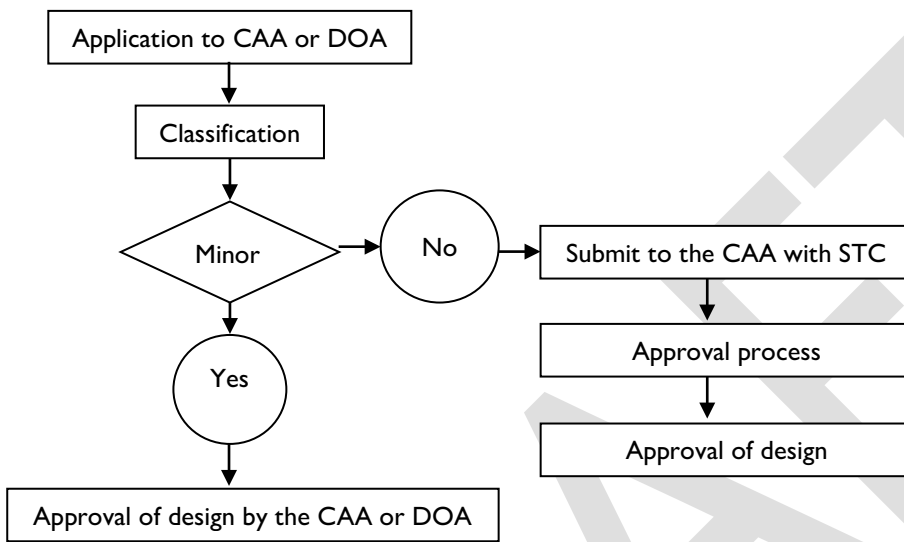 Application to CAA or DOA
Classification
Minor
No
Submit to the CAA with STC
Yes
Approval process
Approval of design
Approval of design by the CAA or DOA